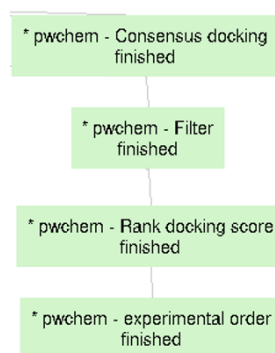 * pwchem - Consensus docking
finished
* pwchem - Filter
finished
* pwchem - Rank docking score
finished
* pwchem - experimental order
finished